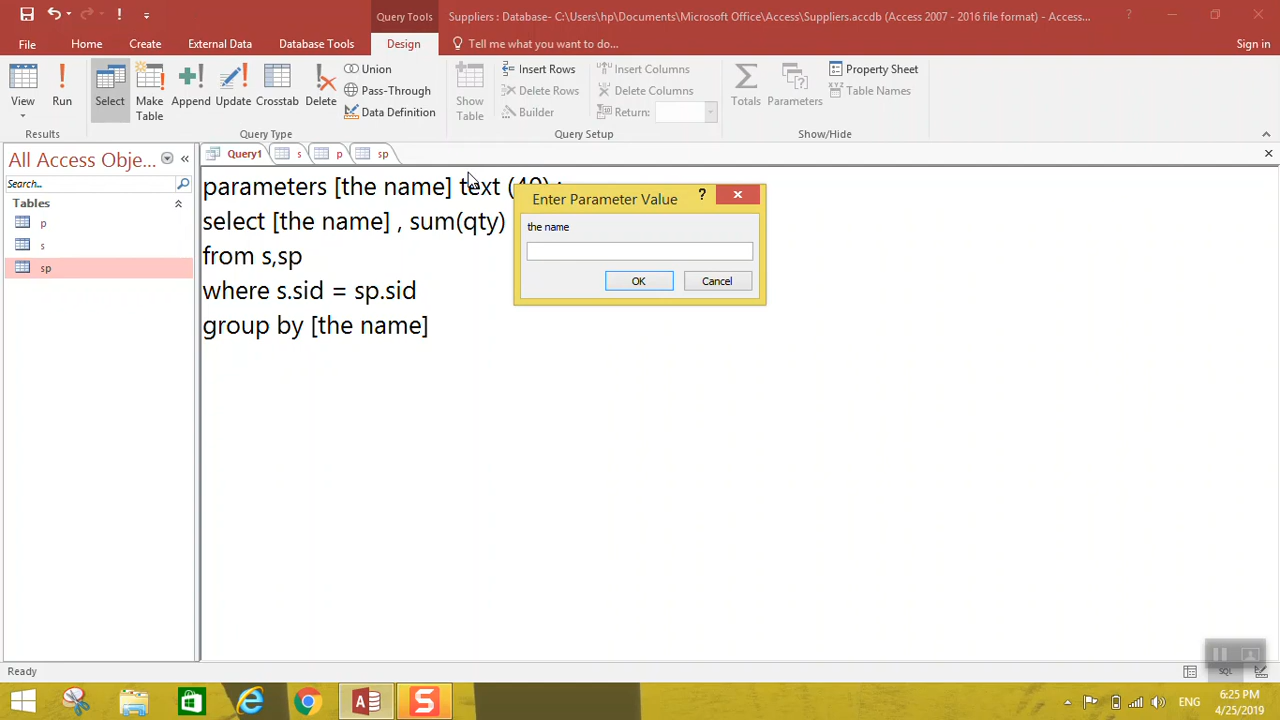 Query Tools
Suppliers : Database- C:\Users\hp\Documents\Microsoft Office\Access\Suppliers.accdb (Access 2007 - 2016 file format) - Access...
File Home Create External Data Database Tools Design Tell me what you want to do... Sign in
View
Run
Select
Make Table
Append
Update
Crosstab
Delete
Union
Pass-Through
Data Definition
Show Table
Insert Rows
Delete Rows
Builder
Insert Columns
Delete Columns
Return:
Totals
Parameters
Property Sheet
Table Names
Results Query Type Query Setup Show/Hide
All Access Obje...
Search..
Tables
p
s
sp
Query1 s p sp
parameters [the name] text (40) ;
select [the name] , sum(qty)
from s,sp
where s.sid = sp.sid
group by [the name]
Enter Parameter Value ?
the name
OK Cancel
Ready
SQL
ENG
6:25 PM
4/25/2019